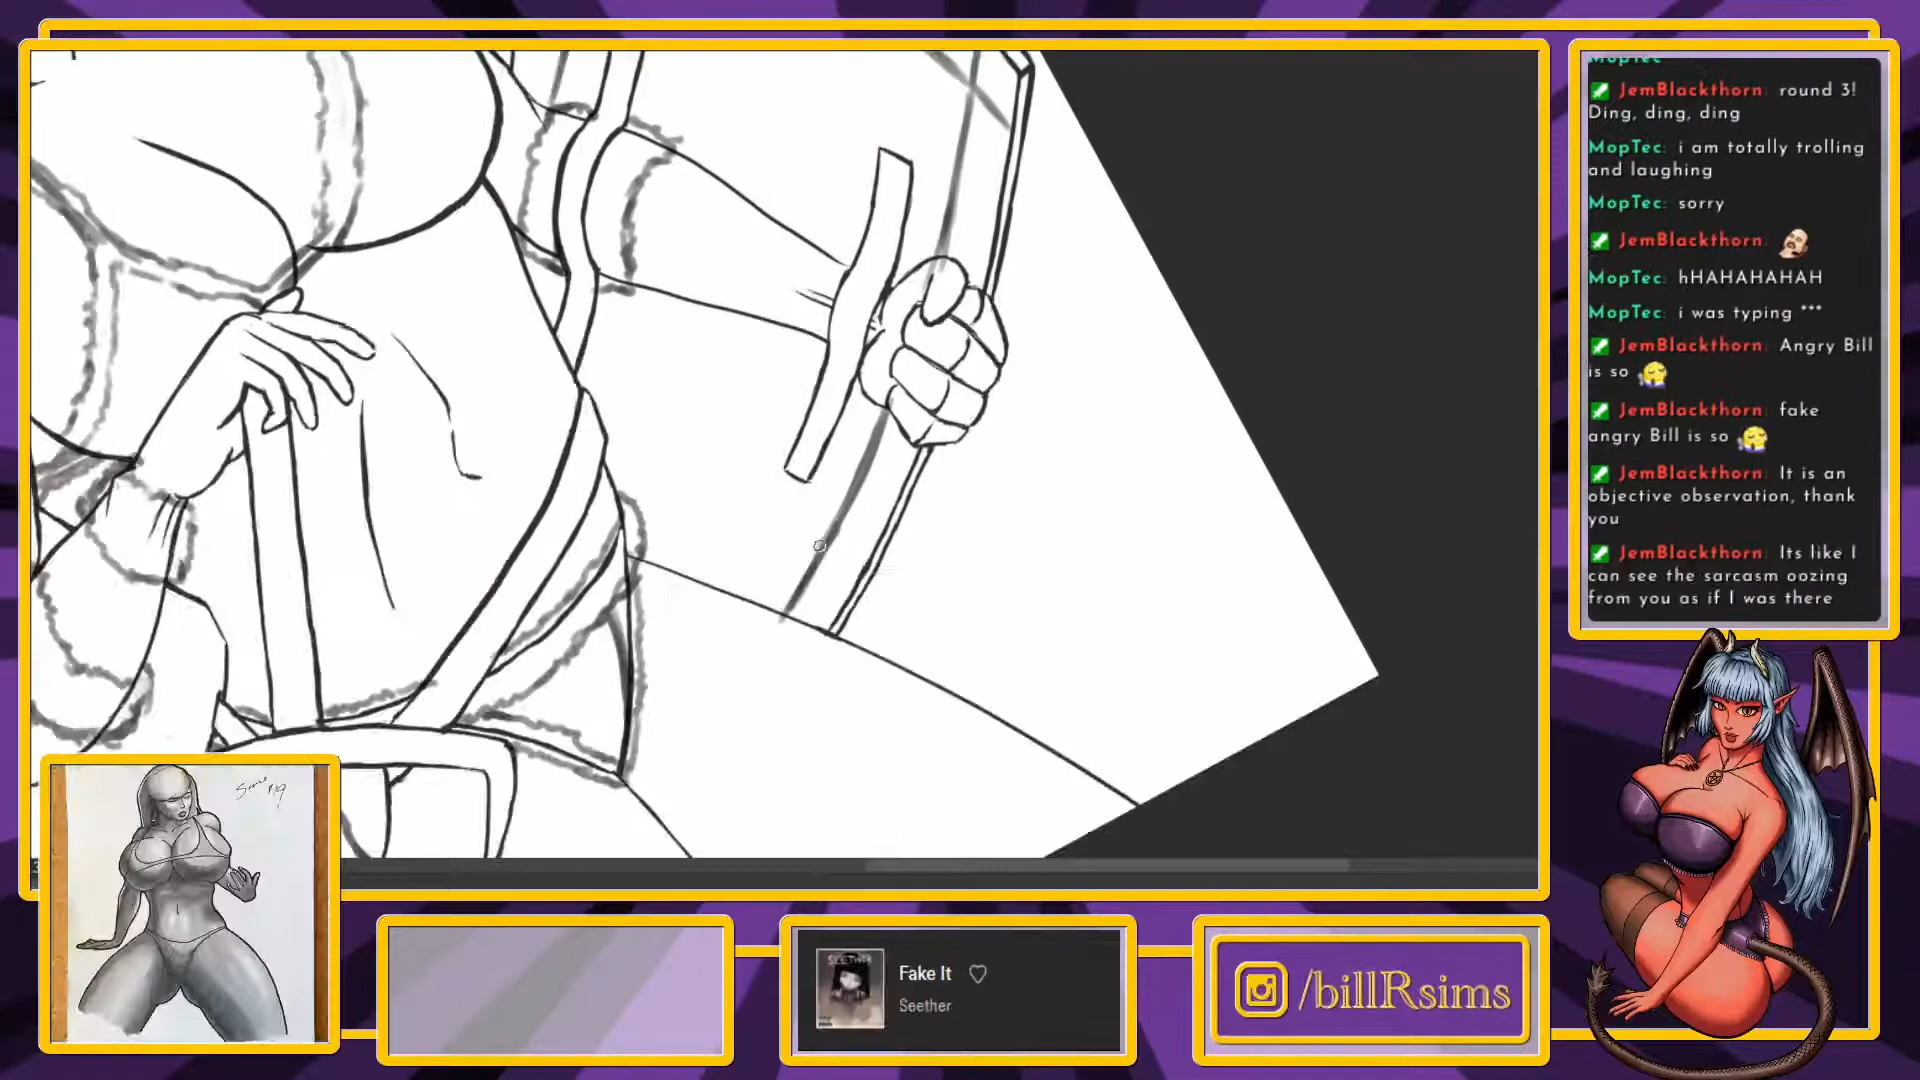 MopTec
JemBlackthorn: round 3!
Ding, ding, ding
MopTec: i am totally trolling
and laughing
MopTec: sorry
JemBlackthorn:
MopTec: hHAHAHAHAH
MopTec: i was typing ***
JemBlackthorn: Angry Bill
is so
JemBlackthorn: fake
angry Bill is so
JemBlackthorn: It is an
objective observation, thank
you
JemBlackthorn: Its like I
can see the sarcasm oozing
from you as if I was there
SEETHER
Fake It
Seether
/billRsims